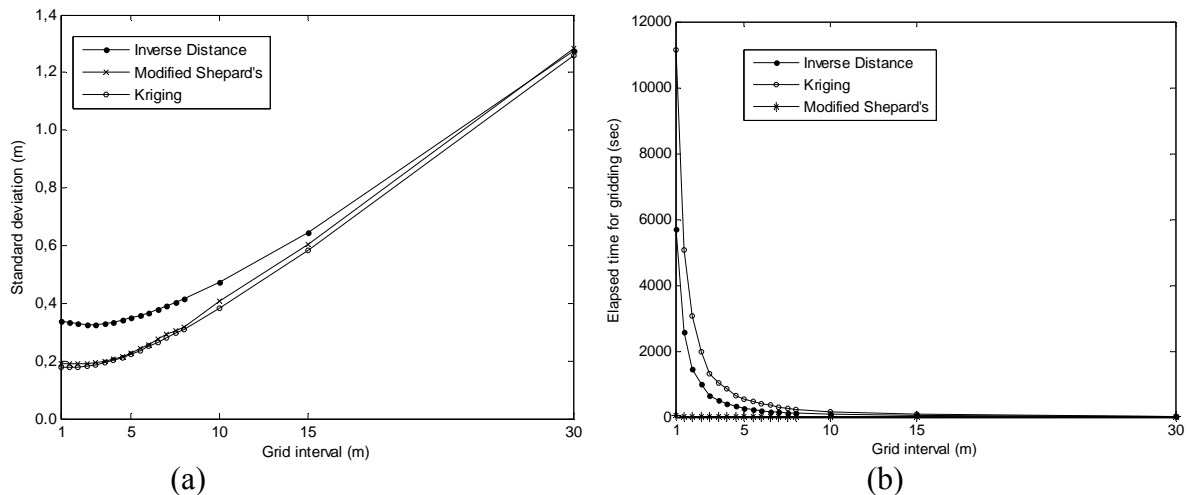 1,4
1,2
1.0
0,8
0,6
0,4
0,2
0.0
Standard deviation (m)
Inverse Distance
Modified Shepard's
Kriging
1 5 10 15 30
Grid interval (m)
(a)
12000
10000
8000
6000
4000
2000
0
Elapsed time for gridding (sec)
Inverse Distance
Kriging
Modified Shepard's
1 5 10 15 30
Grid interval (m)
(b)